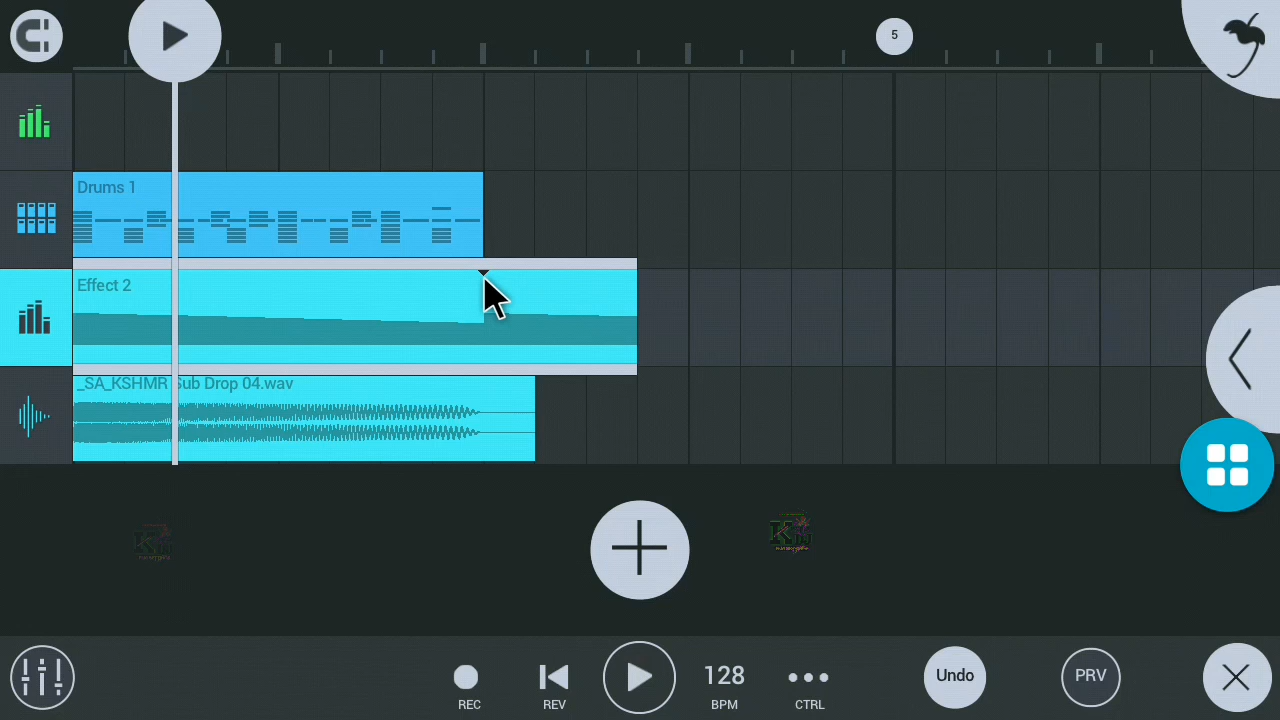 5
Drums 1
Effect 2
_SA_KSHMR Sub Drop 04.wav
128
Undo
PRV
REC
REV
BPM
CTRL